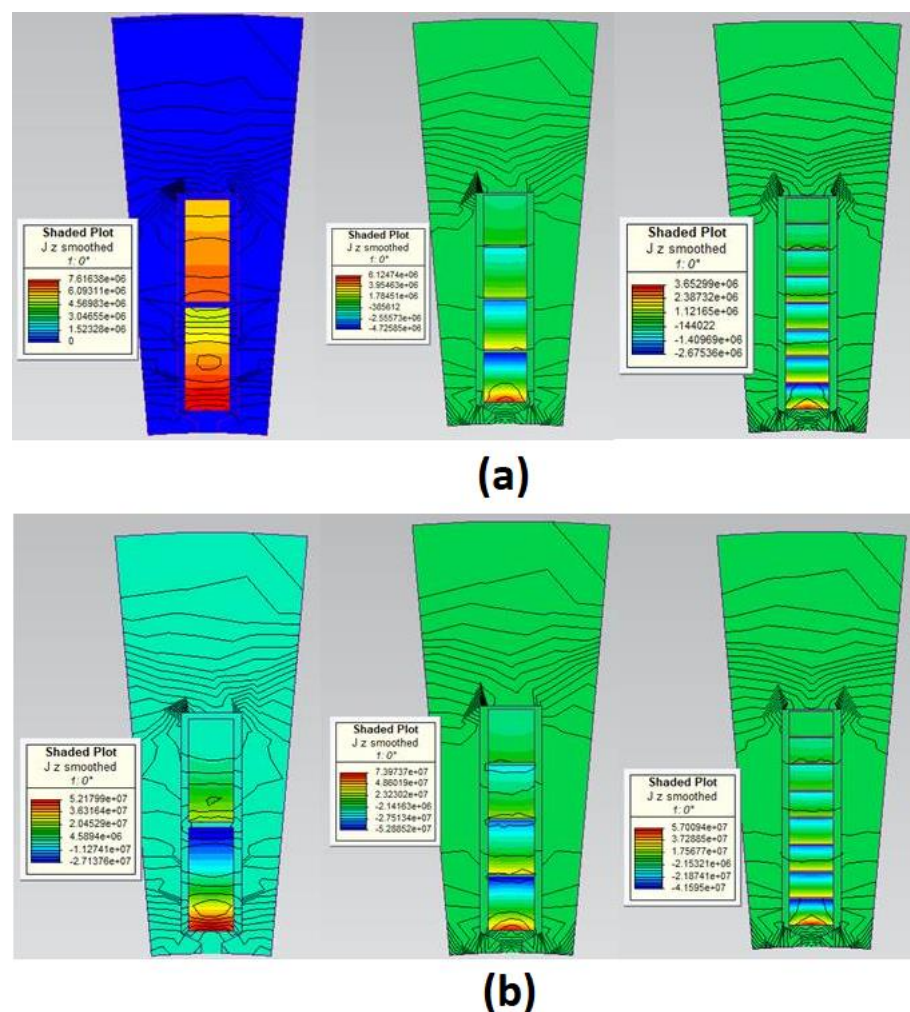 Shaded Plot
J z smoothed
1: 0°
7.61638e+06
6.09311e+06
4.56983e+06
3.04655e+06
1.52328e+06
0
Shaded Plot
J z smoothed
1: 0°
6.12474e+06
3.95463e+06
1.78451e+06
-385612
-2.55573e+06
-4.72585e+06
Shaded Plot
J z smoothed
1: 0°
3.65299e+06
2.38732e+06
1.12165e+06
-144022
-1.40969e+06
-2.67536e+06
(a)
Shaded Plot
J z smoothed
1: 0°
5.21799e+07
3.63164e+07
2.04529e+07
4.5894e+06
-1.12741e+07
-2.71376e+07
Shaded Plot
J z smoothed
1: 0°
7.39737e+07
4.86019e+07
2.32302e+07
-2.14163e+06
-2.75134e+07
-5.28852e+07
Shaded Plot
J z smoothed
1: 0°
5.70094e+07
3.72885e+07
1.75677e+07
-2.15321e+06
-2.18741e+07
-4.1595e+07
(b)